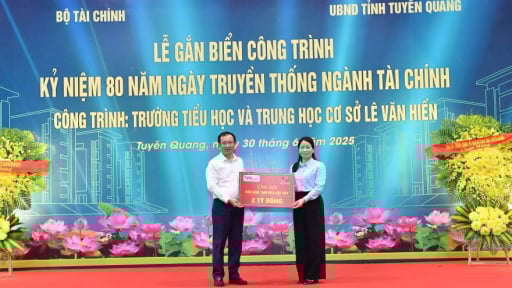 BỘ TÀI CHÍNH
UBND TỈNH TUYÊN QUANG
LỄ GẮN BIỂN CÔNG TRÌNH
KỶ NIỆM 80 NĂM NGÀY TRUYỀN THỐNG NGÀNH TÀI CHÍNH
CÔNG TRÌNH: TRƯỜNG TIỂU HỌC VÀ TRUNG HỌC CƠ SỞ LÊ VĂN HIẾN
Tuyên Quang, 30 tháng 2025
ỦNG HỘ
2 TỶ ĐỒNG